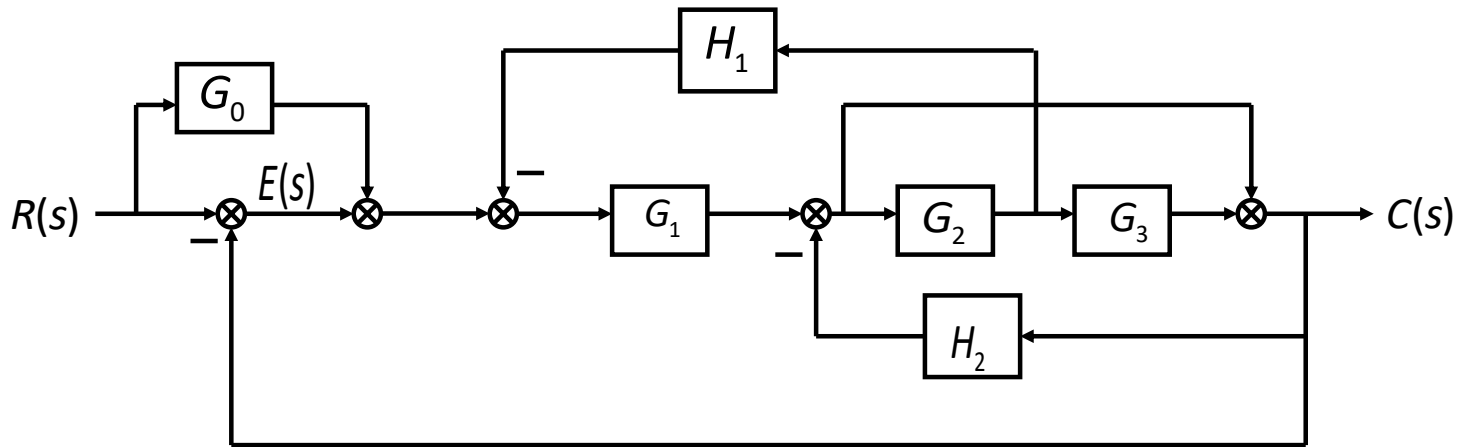 H₁
G₀
E(s)
R(s)
G₁
G₂
G₃
C(s)
H₂
−
−
−